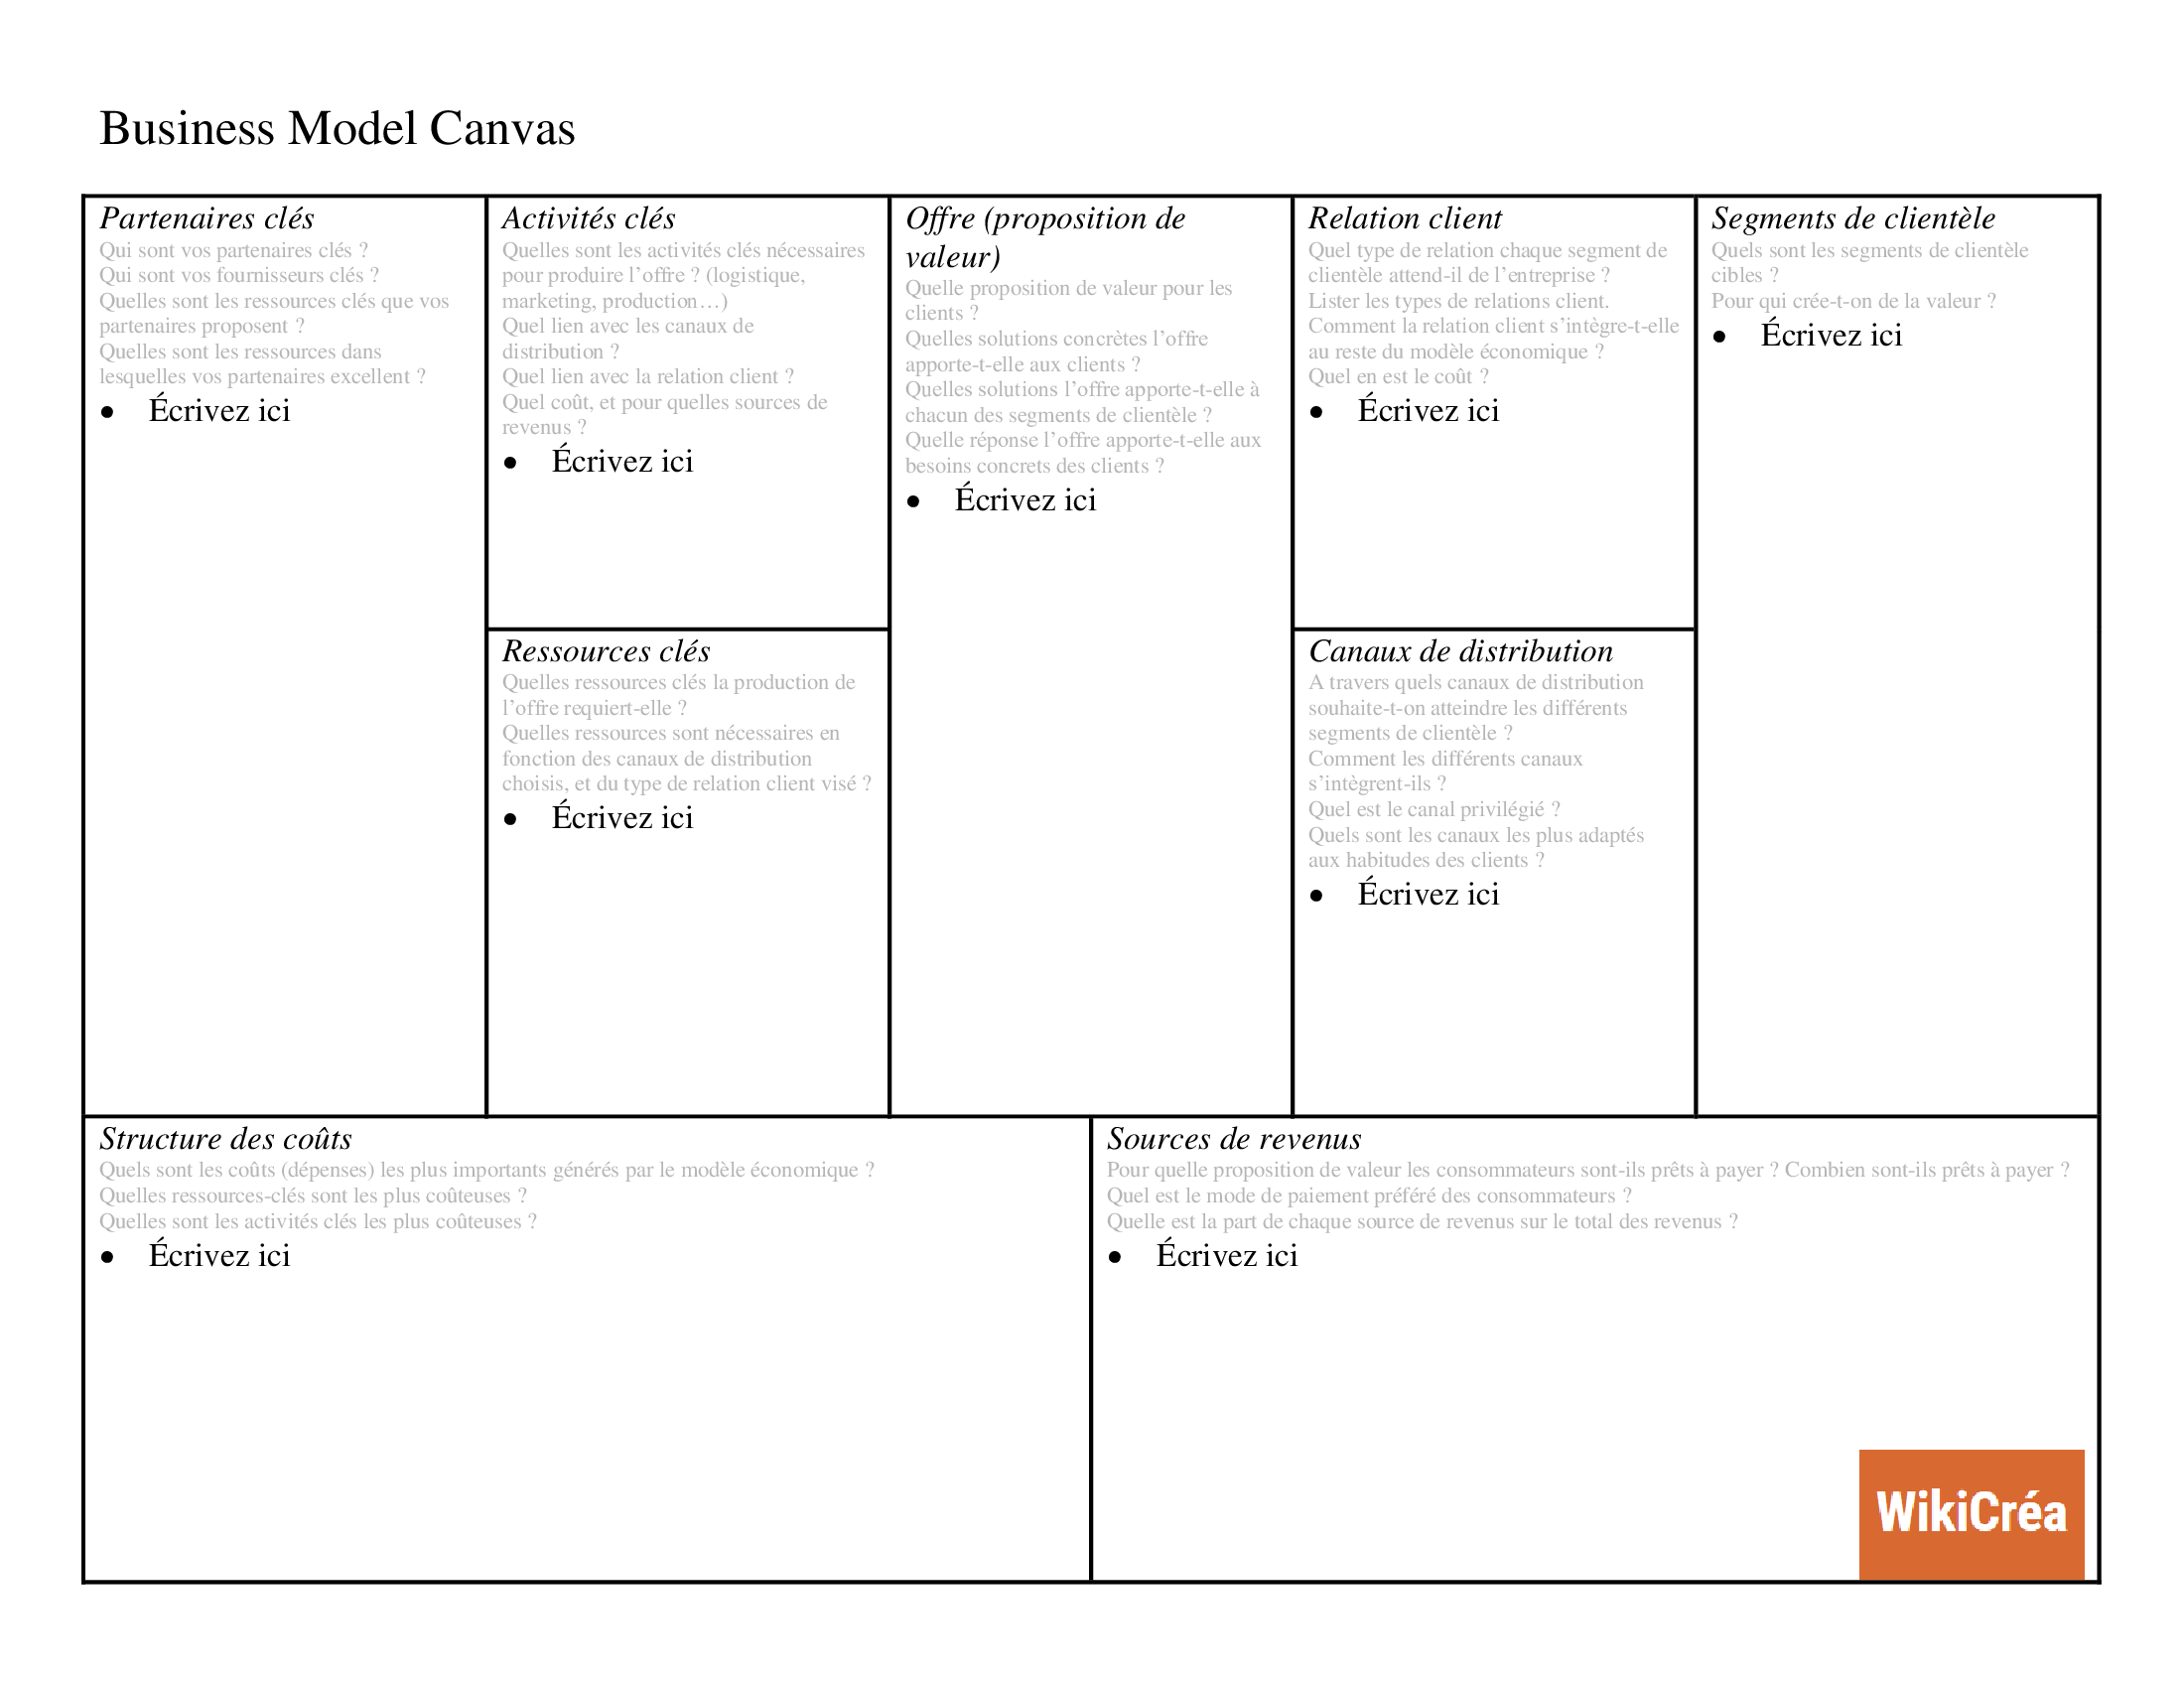 Business Model Canvas
Partenaires clés
Qui sont vos partenaires clés ?
Qui sont vos fournisseurs clés ?
Quelles sont les ressources clés que vos
partenaires proposent ?
Quelles sont les ressources dans
lesquelles vos partenaires excellent ?
• Écrivez ici
Activités clés
Quelles sont les activités clés nécessaires
pour produire l’offre ? (logistique,
marketing, production…)
Quel lien avec les canaux de
distribution ?
Quel lien avec la relation client ?
Quel coût, et pour quelles sources de
revenus ?
• Écrivez ici
Ressources clés
Quelles ressources clés la production de
l’offre requiert-elle ?
Quelles ressources sont nécessaires en
fonction des canaux de distribution
choisis, et du type de relation client visé ?
• Écrivez ici
Offre (proposition de
valeur)
Quelle proposition de valeur pour les
clients ?
Quelles solutions concrètes l’offre
apporte-t-elle aux clients ?
Quelles solutions l’offre apporte-t-elle à
chacun des segments de clientèle ?
Quelle réponse l’offre apporte-t-elle aux
besoins concrets des clients ?
• Écrivez ici
Relation client
Quel type de relation chaque segment de
clientèle attend-il de l’entreprise ?
Lister les types de relations client.
Comment la relation client s’intègre-t-elle
au reste du modèle économique ?
Quel en est le coût ?
• Écrivez ici
Canaux de distribution
A travers quels canaux de distribution
souhaite-t-on atteindre les différents
segments de clientèle ?
Comment les différents canaux
s’intègrent-ils ?
Quel est le canal privilégié ?
Quels sont les canaux les plus adaptés
aux habitudes des clients ?
• Écrivez ici
Segments de clientèle
Quels sont les segments de clientèle
cibles ?
Pour qui crée-t-on de la valeur ?
• Écrivez ici
Structure des coûts
Quels sont les coûts (dépenses) les plus importants générés par le modèle économique ?
Quelles ressources-clés sont les plus coûteuses ?
Quelles sont les activités clés les plus coûteuses ?
• Écrivez ici
Sources de revenus
Pour quelle proposition de valeur les consommateurs sont-ils prêts à payer ? Combien sont-ils prêts à payer ?
Quel est le mode de paiement préféré des consommateurs ?
Quelle est la part de chaque source de revenus sur le total des revenus ?
• Écrivez ici
WikiCréa